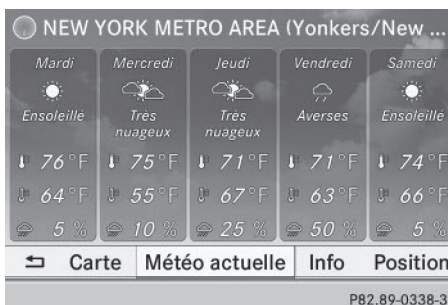 NEW YORK METRO AREA (Yonkers/New ...
Mardi Mercredi Jeudi Vendredi Samedi
Ensoleillé Très nuageux Très nuageux Averses Ensoleillé
76°F 75°F 71°F 71°F 74°F
64°F 55°F 67°F 63°F 66°F
5 % 10 % 25 % 50 % 5 %
Carte Météo actuelle Info Position
P82.89-0338-3